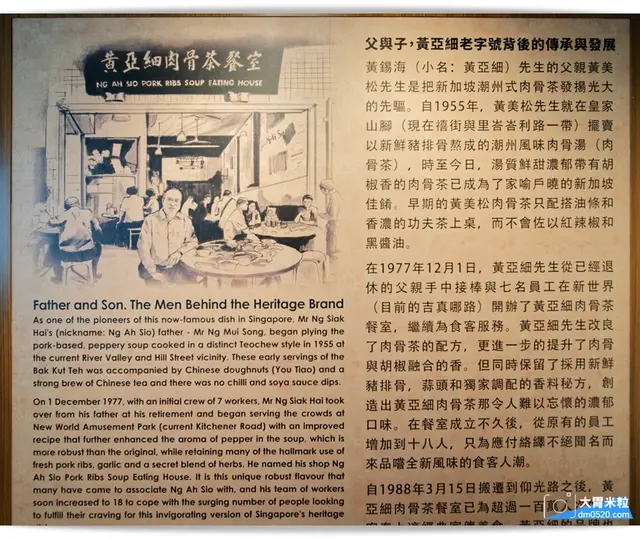 黃亞細肉骨茶餐室
NG AH SIO PORK RIBS SOUP EATING HOUSE
Father and Son. The Men Behind the Heritage Brand
As one of the pioneers of this now-famous dish in Singapore, Mr Ng Siak
Hai's (nickname: Ng Ah Sio) father - Mr Ng Mui Song, began plying the
pork-based, peppery soup cooked in a distinct Teochew style in 1955 at
the current River Valley and Hill Street vicinity. These early servings of the
Bak Kut Teh was accompanied by Chinese doughnuts (You Tiao) and a
strong brew of Chinese tea and there was no chilli and soya sauce dips.
On 1 December 1977, with an initial crew of 7 workers, Mr Ng Siak Hai took
over from his father at his retirement and began serving the crowds at
New World Amusement Park (current Kitchener Road) with an improved
recipe that further enhanced the aroma of pepper in the soup, which is
more robust than the original, while retaining many of the hallmark use of
fresh pork ribs, garlic and a secret blend of herbs. He named his shop Ng
Ah Sio Pork Ribs Soup Eating House. It is this unique robust flavour that
many have come to associate Ng Ah Sio with, and his team of workers
soon increased to 18 to cope with the surging number of people looking
to fulfill their craving for this invigorating version of Singapore's heritage
父與子，黃亞細老字號背後的傳承與發展
黃錫海（小名：黃亞細）先生的父親黃美
松先生是把新加坡潮州式肉骨茶發揚光大
的先驅。自1955年，黃美松先生就在皇家
山腳（現在禧街與里峇峇利路一帶）擺賣
以新鮮豬排骨熬成的潮州風味肉骨湯（肉
骨茶），時至今日，湯質鮮甜濃郁帶有胡
椒香的肉骨茶已成為了家喻戶曉的新加坡
佳餚。早期的黃美松肉骨茶只配搭油條和
香濃的功夫茶上桌，而不會佐以紅辣椒和
黑醬油。
在1977年12月1日，黃亞細先生從已經退
休的父親手中接棒與七名員工在新世界
（目前的吉真哪路）開辦了黃亞細肉骨茶
餐室，繼續為食客服務。黃亞細先生改良
了肉骨茶的配方，更進一步的提升了肉骨
與胡椒融合的香。但同時保留了採用新鮮
豬排骨，蒜頭和獨家調配的香料秘方，創
造出黃亞細肉骨茶那令人難以忘懷的濃郁
口味。在餐室成立不久後，從原有的員工
增加到十八人，只為應付絡繹不絕聞名而
來品嚐全新風味的食客人潮。
自1988年3月15日搬遷到仰光路之後，黃
亞細肉骨茶餐室已為超過一百萬
大胃米粒
dm0520.com